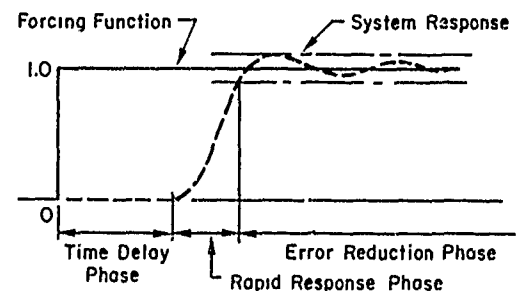 Forcing Function
System Response
1.0
0
Time Delay
Phase
Error Reduction Phase
Rapid Response Phase